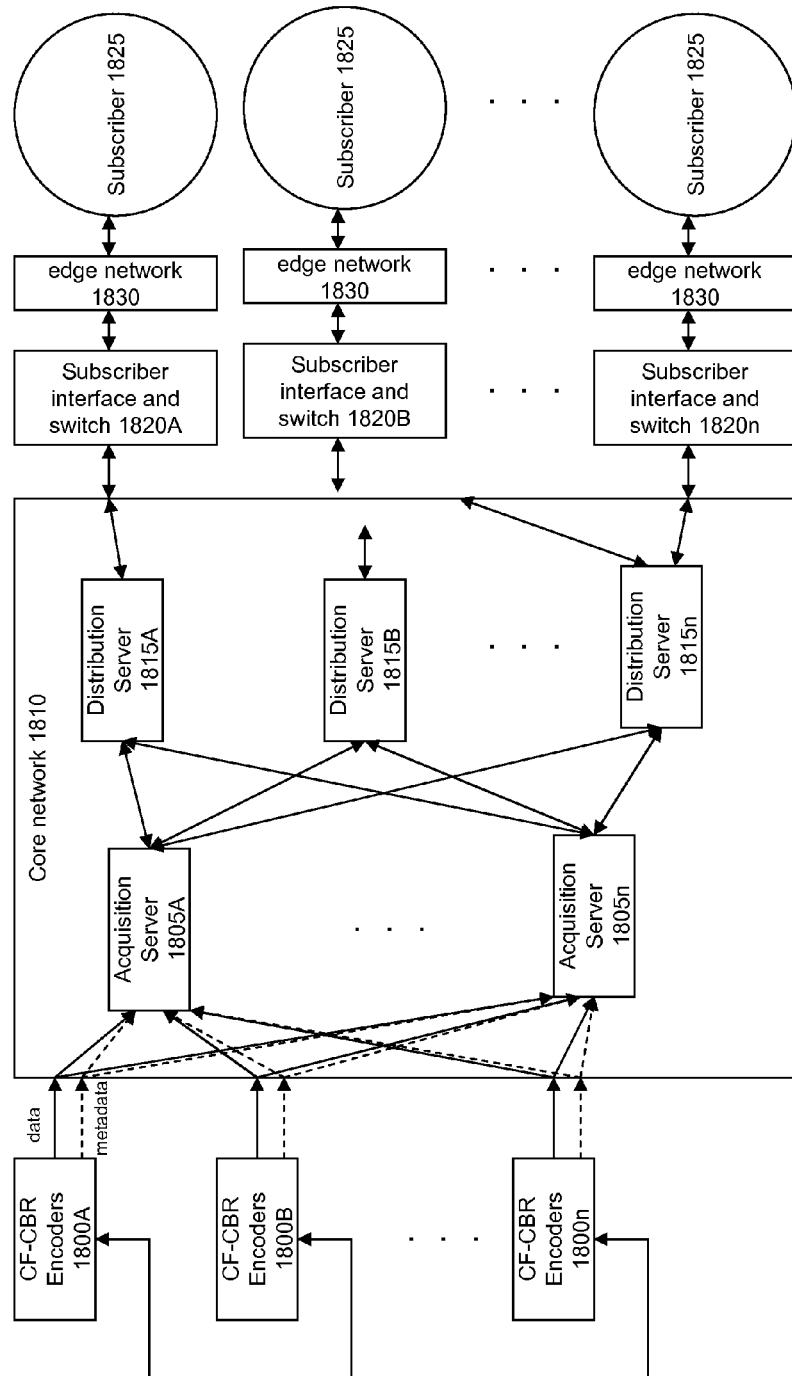 Subscriber 1825
Subscriber 1825
Subscriber 1825
edge network
1830
edge network
1830
edge network
1830
Subscriber
interface and
switch 1820A
Subscriber
interface and
switch 1820B
Subscriber
interface and
switch 1820n
Core network 1810
Distribution
Server
1815A
Distribution
Server
1815B
Distribution
Server
1815n
Acquisition
Server
1805A
Acquisition
Server
1805n
data
metadata
CF-CBR
Encoders
1800A
CF-CBR
Encoders
1800B
CF-CBR
Encoders
1800n